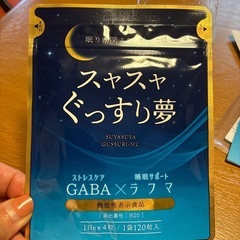 スヤスヤ
ぐっすり夢
SUYASUYA
GUSSURI-MU
ストレスケア 睡眠サポート
GABA×ラフマ
機能性表示食品
1日目安4粒/1袋120粒入